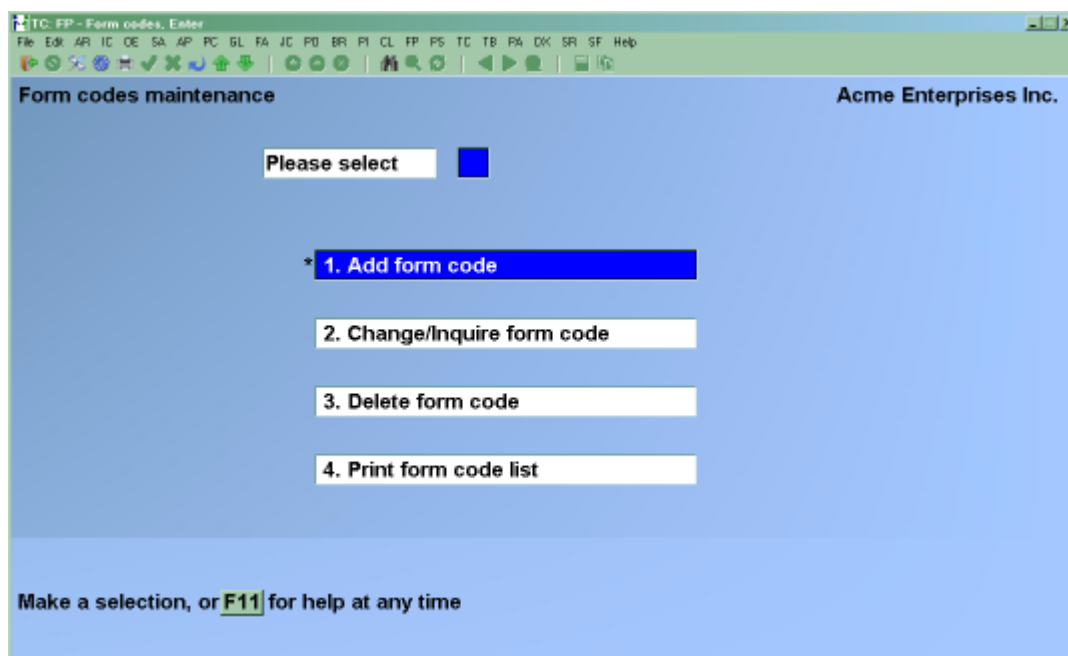 TC: FP - Form codes, Enter
File Edit AR IC OE SA AP PC GL FA JC PO BR PI CL FP PS TC TB PA DX SR SF Help
Form codes maintenance Acme Enterprises Inc.
Please select
* 1. Add form code
2. Change/Inquire form code
3. Delete form code
4. Print form code list
Make a selection, or F11 for help at any time